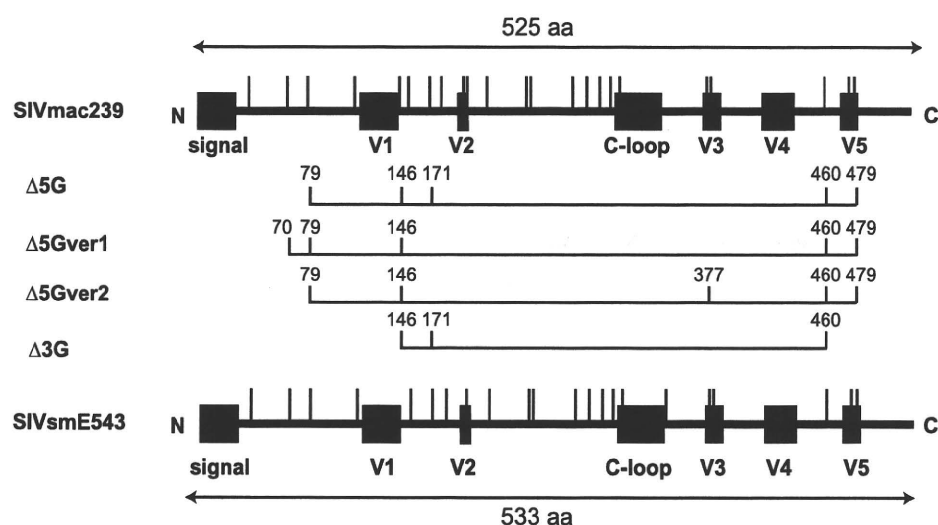 525 aa
SIVmac239 N C
signal V1 V2 C-loop V3 V4 V5
Δ5G 79 146 171 460 479
Δ5Gver1 70 79 146 460 479
Δ5Gver2 79 146 377 460 479
Δ3G 146 171 460
SIVsmE543 N C
signal V1 V2 C-loop V3 V4 V5
533 aa